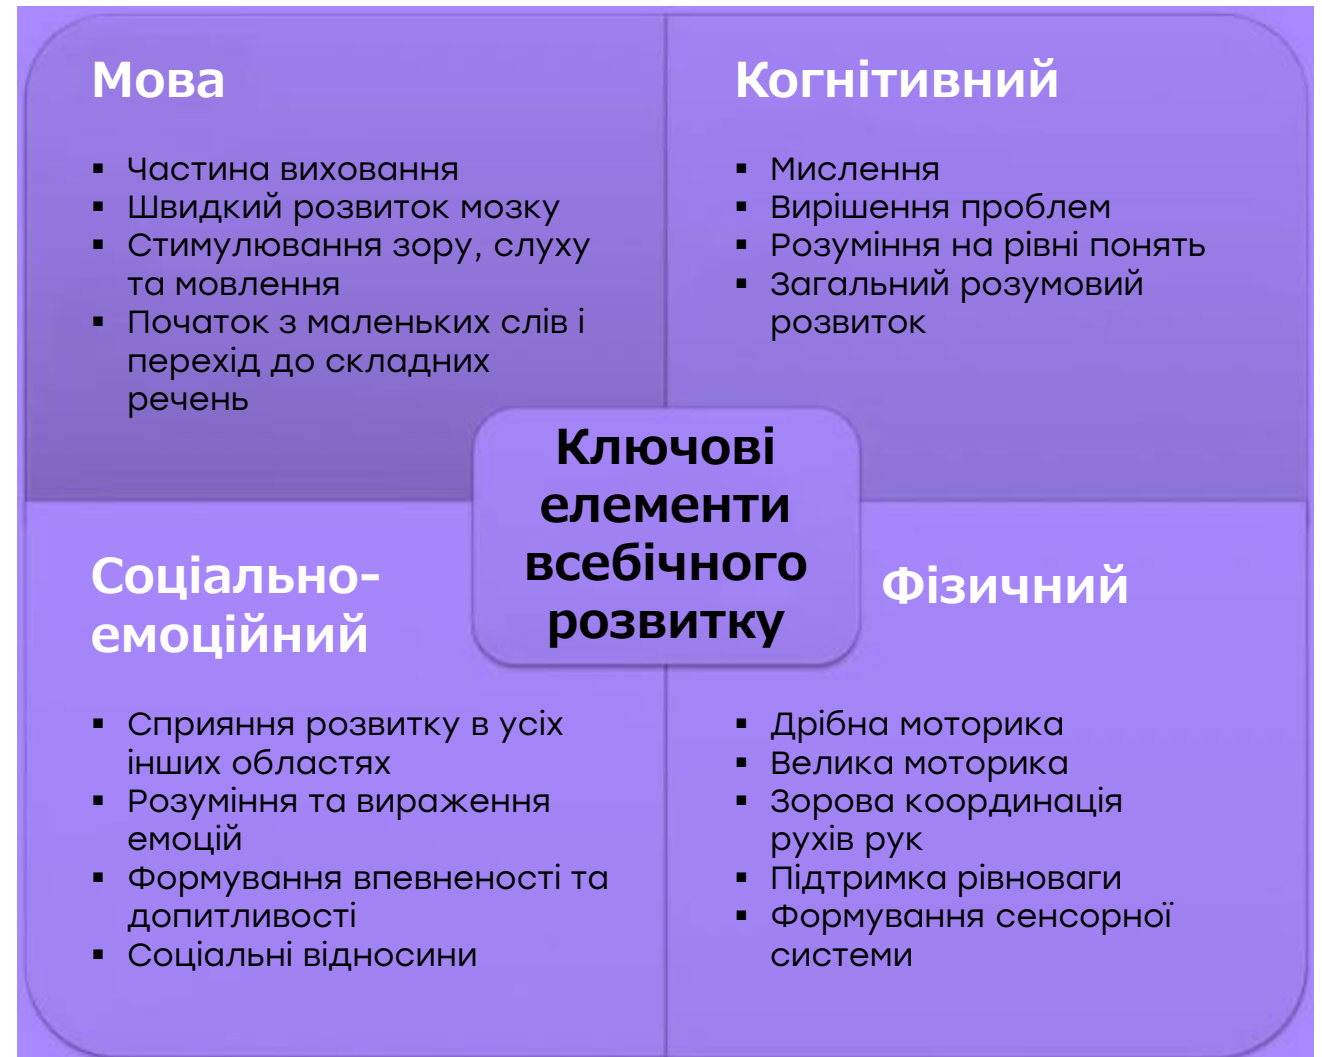 Мова
▪ Частина виховання
▪ Швидкий розвиток мозку
▪ Стимулювання зору, слуху
та мовлення
▪ Початок з маленьких слів і
перехід до складних
речень
Когнітивний
▪ Мислення
▪ Вирішення проблем
▪ Розуміння на рівні понять
▪ Загальний розумовий
розвиток
Ключові
елементи
всебічного
розвитку
Соціально-
емоційний
▪ Сприяння розвитку в усіх
інших областях
▪ Розуміння та вираження
емоцій
▪ Формування впевненості та
допитливості
▪ Соціальні відносини
Фізичний
▪ Дрібна моторика
▪ Велика моторика
▪ Зорова координація
рухів рук
▪ Підтримка рівноваги
▪ Формування сенсорної
системи